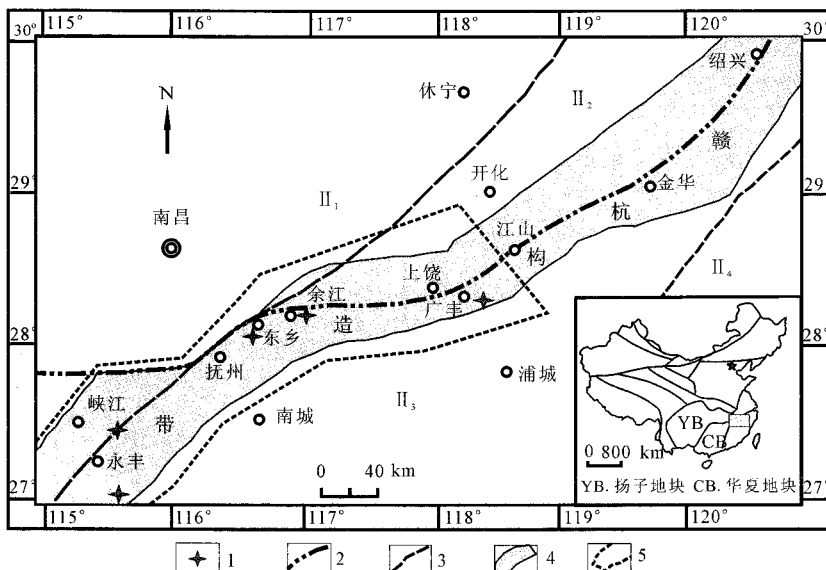 115° 116° 117° 118° 119° 120°
30° 30°
绍兴
休宁 II₂
N
赣
开化
29° 29°
金华
II₁
南昌 杭
江山
构
II₄
上饶
余江 广丰
造
28° 东乡 28°
抚州
浦城
峡江 II₃
带 南城
YB
CB
永丰 0 800 km
0 40 km
YB.扬子地块 CB.华夏地块
27° 27°
115° 116° 117° 118° 119° 120°
1 2 3 4 5